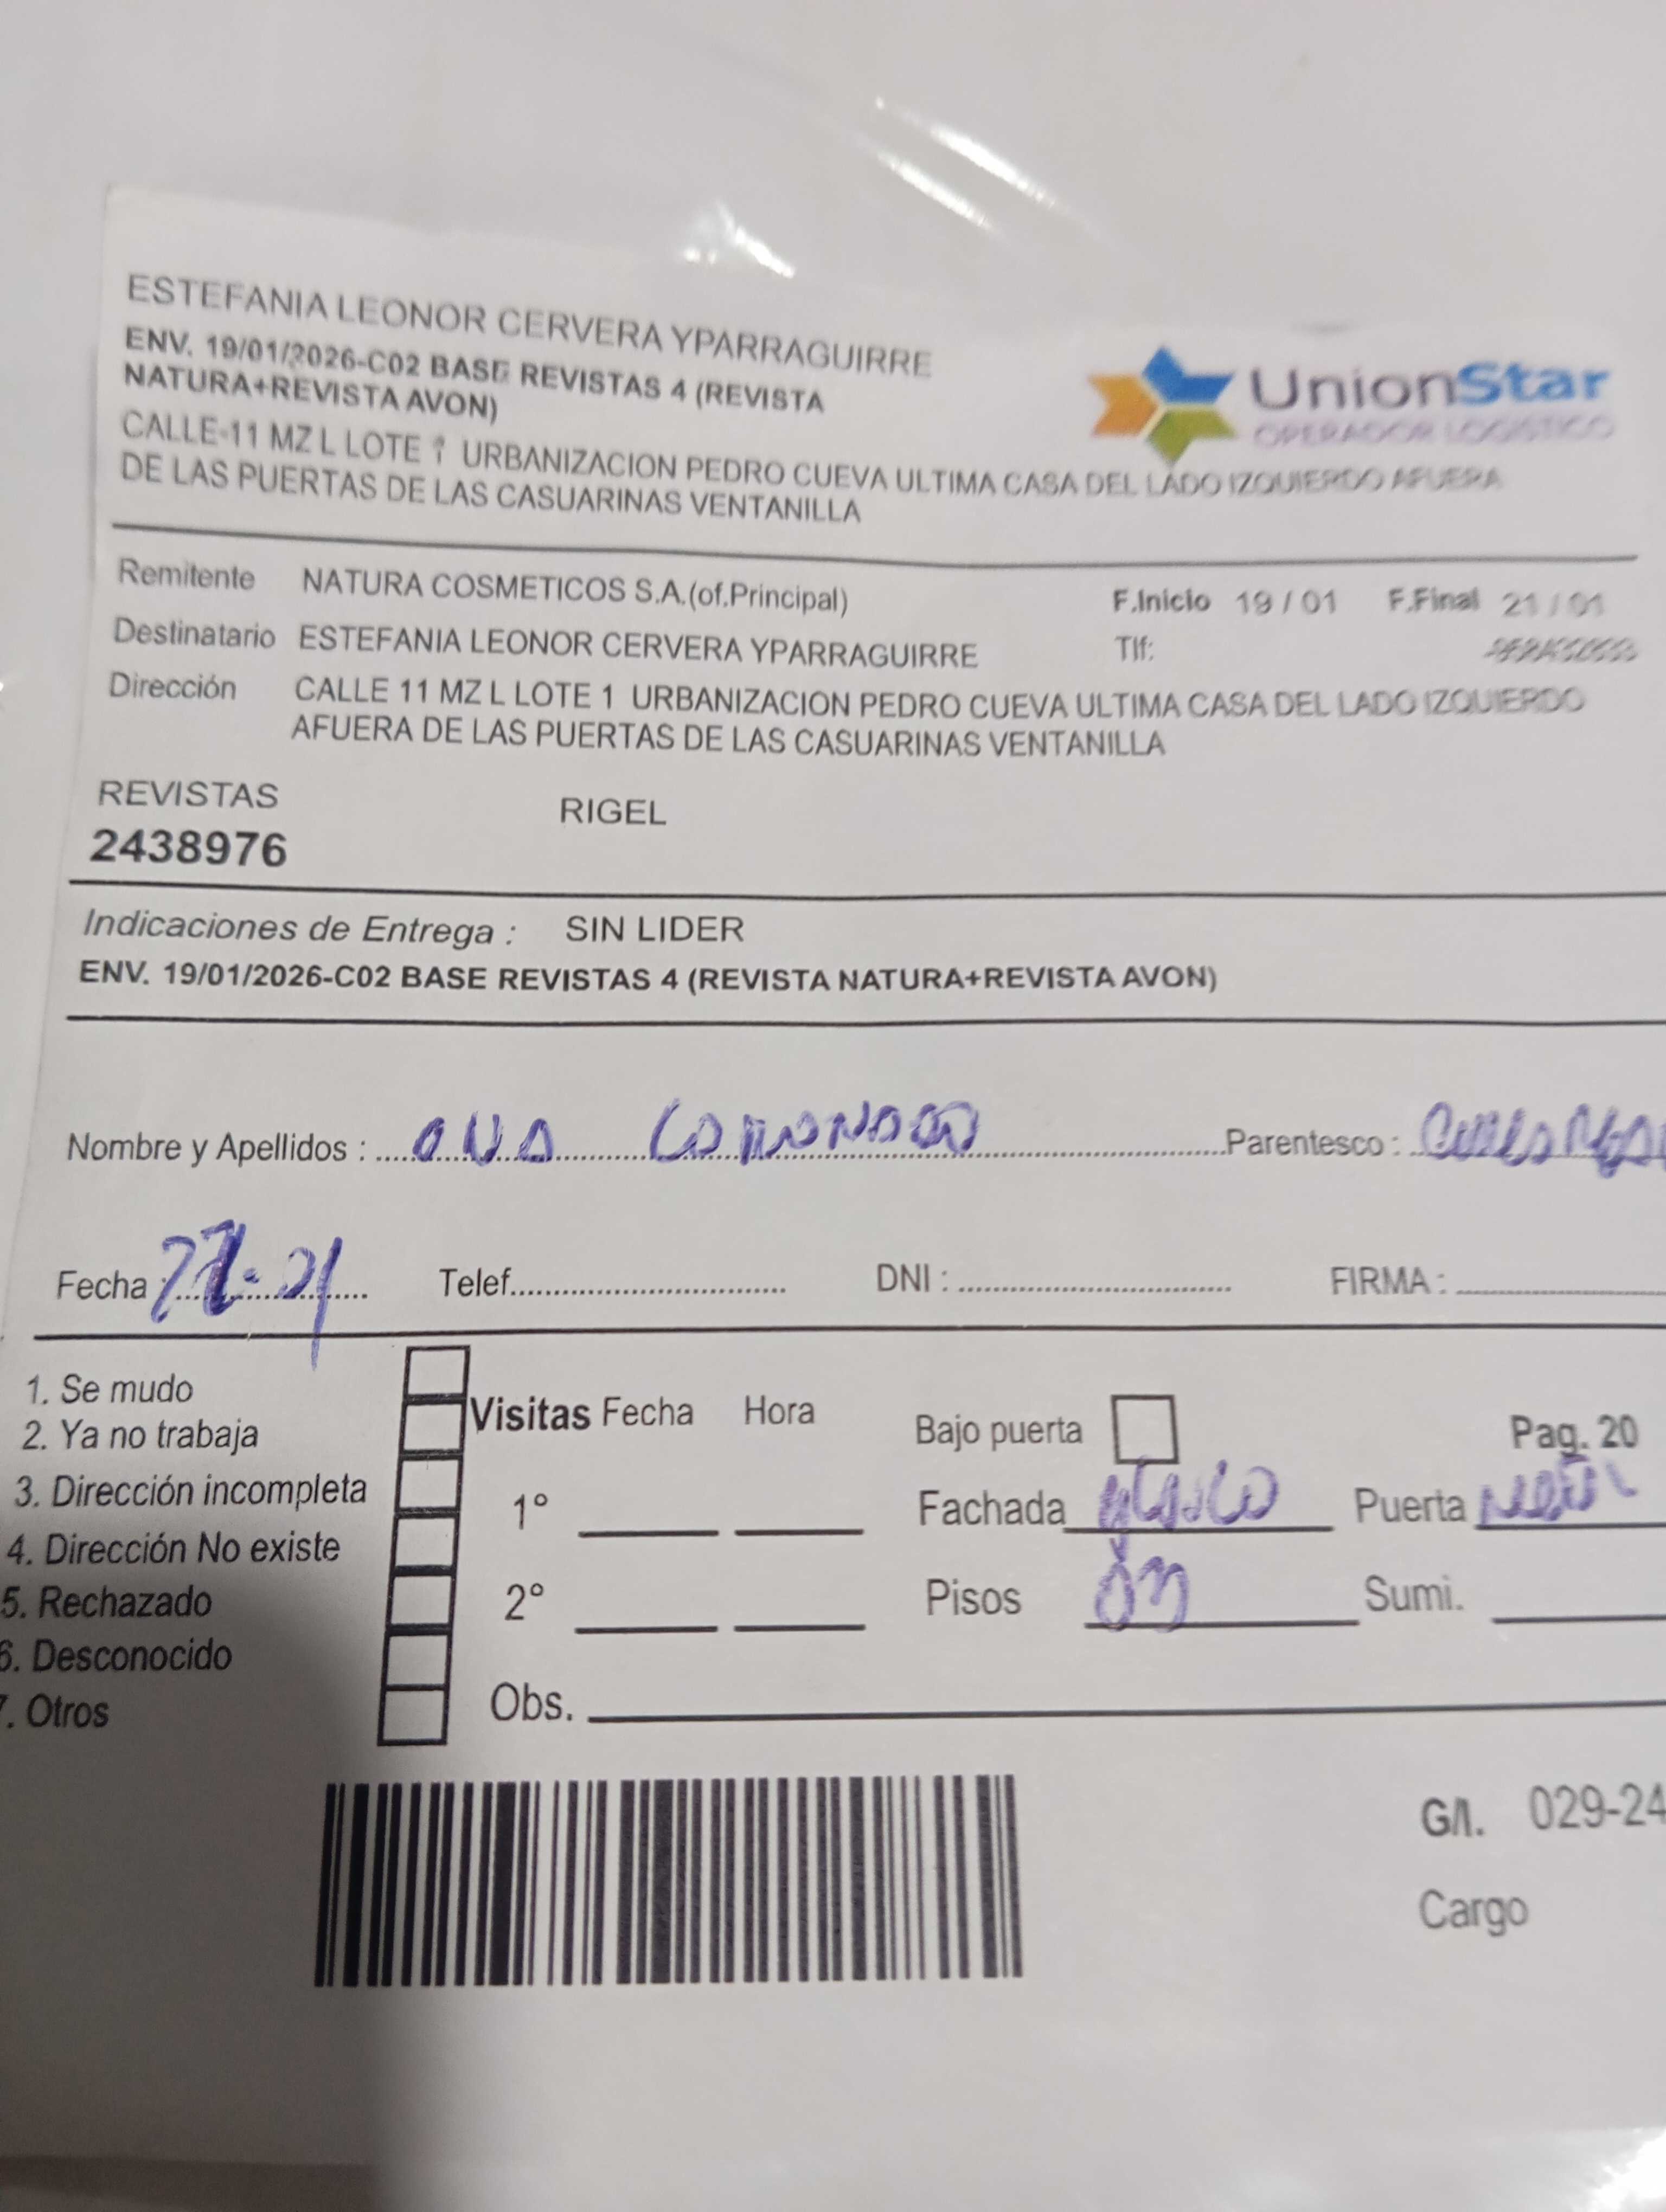 ESTEFANIA LEONOR CERVERA YPARRAGUIRRE
ENV. 19/01/2026-C02 BASE REVISTAS 4 (REVISTA
NATURA+REVISTA AVON)
UnionStar
OPERADOR LOGISTICO
CALLE 11 MZ L LOTE 1 URBANIZACION PEDRO CUEVA ULTIMA CASA DEL LADO IZQUIERDO AFUERA
DE LAS PUERTAS DE LAS CASUARINAS VENTANILLA
Remitente NATURA COSMETICOS S.A.(of.Principal) F.Inicio 19 / 01 F.Final 21 / 01
Destinatario ESTEFANIA LEONOR CERVERA YPARRAGUIRRE Tlf:
Dirección CALLE 11 MZ L LOTE 1 URBANIZACION PEDRO CUEVA ULTIMA CASA DEL LADO IZQUIERDO
AFUERA DE LAS PUERTAS DE LAS CASUARINAS VENTANILLA
REVISTAS RIGEL
2438976
Indicaciones de Entrega : SIN LIDER
ENV. 19/01/2026-C02 BASE REVISTAS 4 (REVISTA NATURA+REVISTA AVON)
Nombre y Apellidos : Parentesco :
Fecha : 22-01 Telef. DNI : FIRMA :
1. Se mudo
2. Ya no trabaja
3. Dirección incompleta
4. Dirección No existe
5. Rechazado
6. Desconocido
7. Otros
Visitas Fecha Hora
1°
2°
Obs.
Bajo puerta Pag. 20
Fachada Puerta
Pisos Sumi.
G/I. 029-24
Cargo